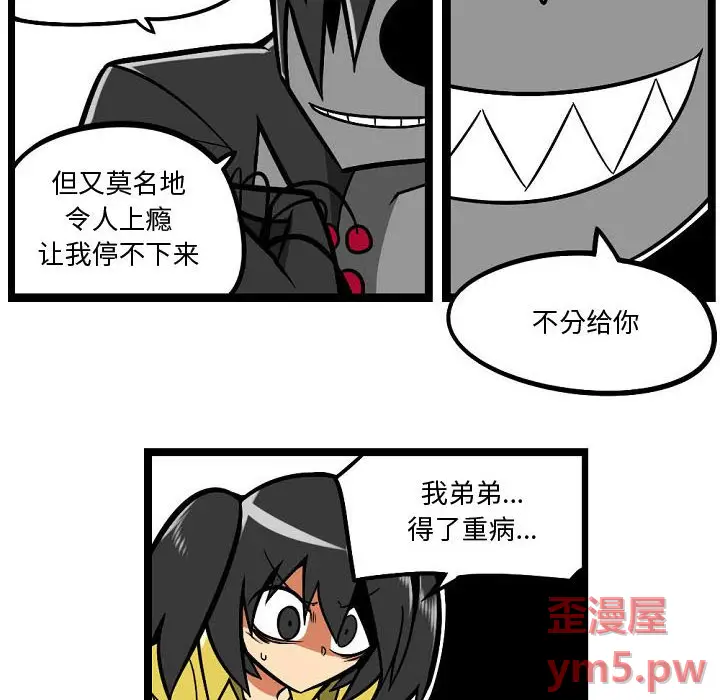 但又莫名地
令人上瘾
让我停不下来
不分给你
我弟弟...
得了重病...
歪漫屋
ym5.pw